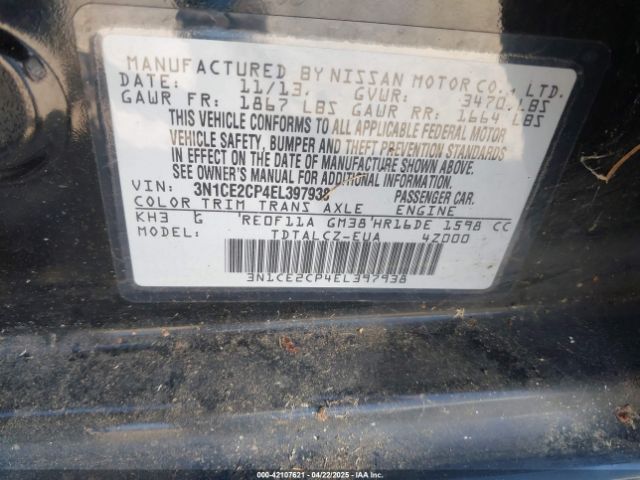 MANUFACTURED BY NISSAN MOTOR CO., LTD.
DATE: 11/13. GVWR: 3470 LBS
GAWR FR: 1867 LBS GAWR RR: 1664 LBS
THIS VEHICLE CONFORMS TO ALL APPLICABLE FEDERAL MOTOR
VEHICLE SAFETY, BUMPER AND THEFT PREVENTION STANDARDS
IN EFFECT ON THE DATE OF MANUFACTURE SHOWN ABOVE.
SEE OWNER'S MANUAL FOR ADDITIONAL INFORMATION.
VIN: 3N1CE2CP4EL397938 PASSENGER CAR.
COLOR TRIM TRANS AXLE ENGINE
KH3 G 'RE0F11A GM38'HR16DE 1598 CC
MODEL: TDTALCZ-EUA 4Z000
3N1CE2CP4EL397938
000-42107621 - 04/22/2025 - IAA Inc.